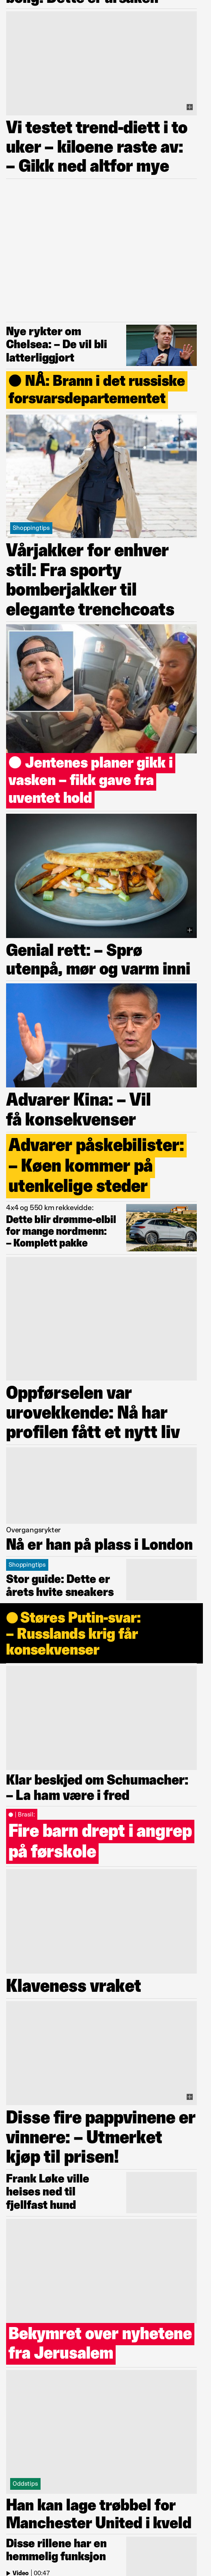 Vi testet trend-diett i to
uker – kiloene raste av:
– Gikk ned altfor mye
Nye rykter om
Chelsea: – De vil bli
latterliggjort
NÅ: Brann i det russiske
forsvarsdepartementet
Shoppingtips
Vårjakker for enhver
stil: Fra sporty
bomberjakker til
elegante trenchcoats
Jentenes planer gikk i
vasken – fikk gave fra
uventet hold
Genial rett: – Sprø
utenpå, mør og varm inni
Advarer Kina: – Vil
få konsekvenser
Advarer påskebilister:
– Køen kommer på
utenkelige steder
4x4 og 550 km rekkevidde:
Dette blir drømme-elbil
for mange nordmenn:
– Komplett pakke
Oppførselen var
urovekkende: Nå har
profilen fått et nytt liv
Overgangsrykter
Nå er han på plass i London
Shoppingtips
Stor guide: Dette er
årets hvite sneakers
Støres Putin-svar:
– Russlands krig får
konsekvenser
Klar beskjed om Schumacher:
– La ham være i fred
| Brasil:
Fire barn drept i angrep
på førskole
Klaveness vraket
Disse fire pappvinene er
vinnere: – Utmerket
kjøp til prisen!
Frank Løke ville
heises ned til
fjellfast hund
Bekymret over nyhetene
fra Jerusalem
Oddstips
Han kan lage trøbbel for
Manchester United i kveld
Disse rillene har en
hemmelig funksjon
Video | 00:47